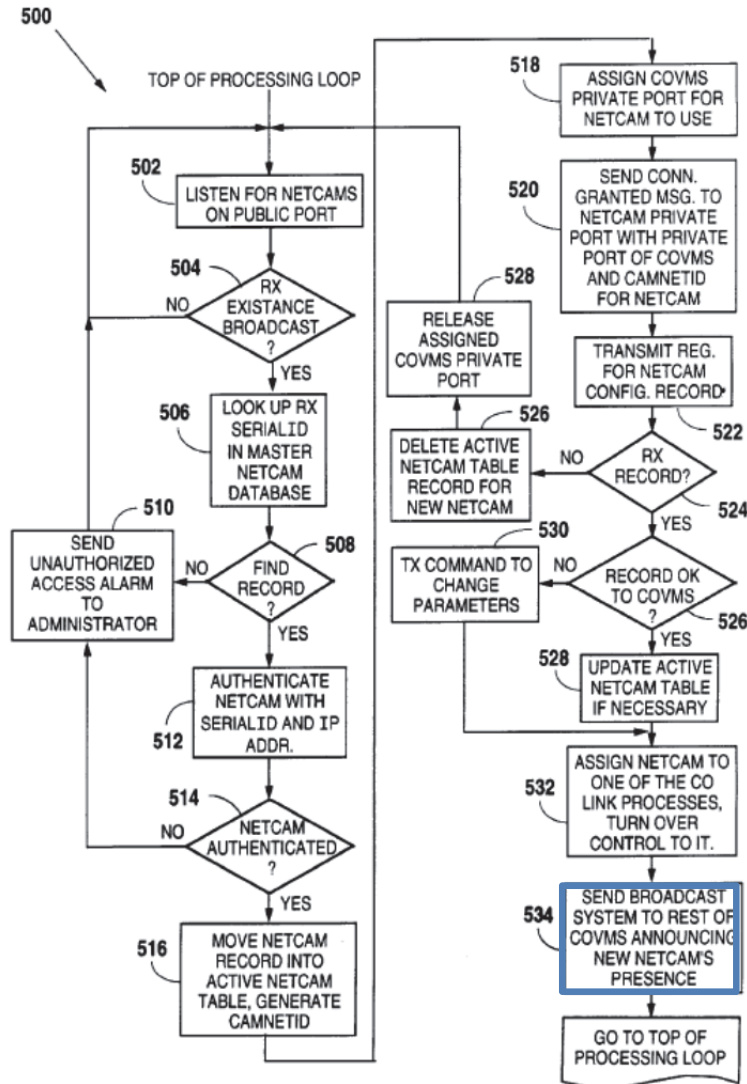 500
TOP OF PROCESSING LOOP
502
LISTEN FOR NETCAMS
ON PUBLIC PORT
504
RX
EXISTANCE
BROADCAST
?
NO
YES
506
LOOK UP RX
SERIALID
IN MASTER
NETCAM
DATABASE
508
FIND
RECORD
?
NO
YES
510
SEND
UNAUTHORIZED
ACCESS ALARM
TO
ADMINISTRATOR
AUTHENTICATE
NETCAM WITH
SERIALID AND IP
ADDR.
512
514
NETCAM
AUTHENTICATED
?
NO
YES
516
MOVE NETCAM
RECORD INTO
ACTIVE NETCAM
TABLE, GENERATE
CAMNETID
518
ASSIGN COVMS
PRIVATE PORT FOR
NETCAM TO USE
520
SEND CONN.
GRANTED MSG. TO
NETCAM PRIVATE
PORT WITH PRIVATE
PORT OF COVMS
AND CAMNETID
FOR NETCAM
TRANSMIT REG.
FOR NETCAM
CONFIG. RECORD
522
RX
RECORD?
524
NO
YES
526
DELETE ACTIVE
NETCAM TABLE
RECORD FOR
NEW NETCAM
528
RELEASE
ASSIGNED
COVMS PRIVATE
PORT
RECORD OK
TO COVMS
?
526
NO
YES
530
TX COMMAND TO
CHANGE
PARAMETERS
528
UPDATE ACTIVE
NETCAM TABLE
IF NECESSARY
532
ASSIGN NETCAM TO
ONE OF THE CO
LINK PROCESSES,
TURN OVER
CONTROL TO IT.
534
SEND BROADCAST
SYSTEM TO REST OF
COVMS ANNOUNCING
NEW NETCAM'S
PRESENCE
GO TO TOP OF
PROCESSING LOOP